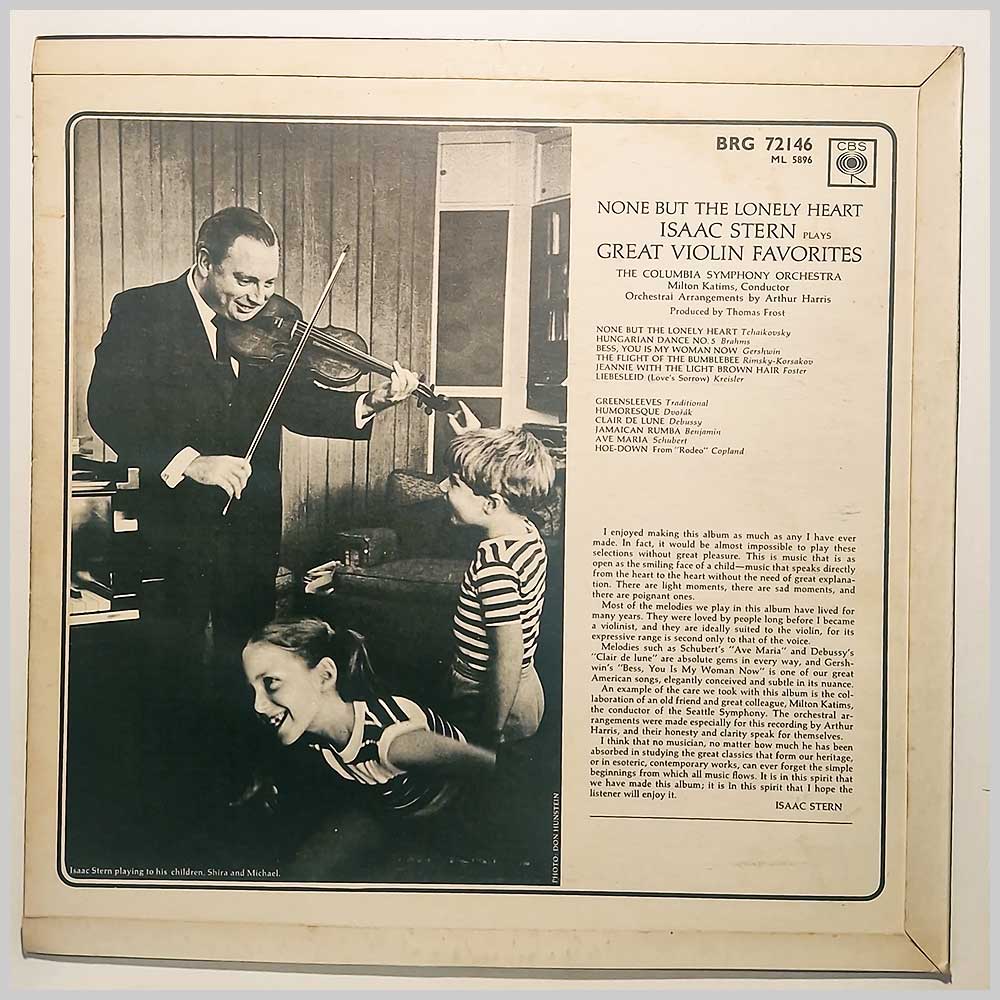 BRG 72146
ML 5896
CBS
NONE BUT THE LONELY HEART
ISAAC STERN PLAYS
GREAT VIOLIN FAVORITES
THE COLUMBIA SYMPHONY ORCHESTRA
Milton Katims, Conductor
Orchestral Arrangements by Arthur Harris
Produced by Thomas Frost
NONE BUT THE LONELY HEART Tchaikovsky
HUNGARIAN DANCE NO. 5 Brahms
BESS, YOU IS MY WOMAN NOW Gershwin
THE FLIGHT OF THE BUMBLEBEE Rimsky-Korsakov
JEANNIE WITH THE LIGHT BROWN HAIR Foster
LIEBESLEID (Love's Sorrow) Kreisler
GREENSLEEVES Traditional
HUMORESQUE Dvořák
CLAIR DE LUNE Debussy
JAMAICAN RUMBA Benjamin
AVE MARIA Schubert
HOE-DOWN From "Rodeo" Copland
I enjoyed making this album as much as any I have ever
made. In fact, it would be almost impossible to play these
selections without great pleasure. This is music that is as
open as the smiling face of a child—music that speaks directly
from the heart to the heart without the need of great explana-
tion. There are light moments, there are sad moments, and
there are poignant ones.
Most of the melodies we play in this album have lived for
many years. They were loved by people long before I became
a violinist, and they are ideally suited to the violin, for its
expressive range is second only to that of the voice.
Melodies such as Schubert's "Ave Maria" and Debussy's
"Clair de lune" are absolute gems in every way, and Gersh-
win's "Bess, You Is My Woman Now" is one of our great
American songs, elegantly conceived and subtle in its nuance.
An example of the care we took with this album is the col-
laboration of an old friend and great colleague, Milton Katims,
the conductor of the Seattle Symphony. The orchestral ar-
rangements were made especially for this recording by Arthur
Harris, and their honesty and clarity speak for themselves.
I think that no musician, no matter how much he has been
absorbed in studying the great classics that form our heritage,
or in esoteric, contemporary works, can ever forget the simple
beginnings from which all music flows. It is in this spirit that
we have made this album; it is in this spirit that I hope the
listener will enjoy it.
ISAAC STERN
PHOTO: DON HUNSTEIN
Isaac Stern playing to his children, Shira and Michael.